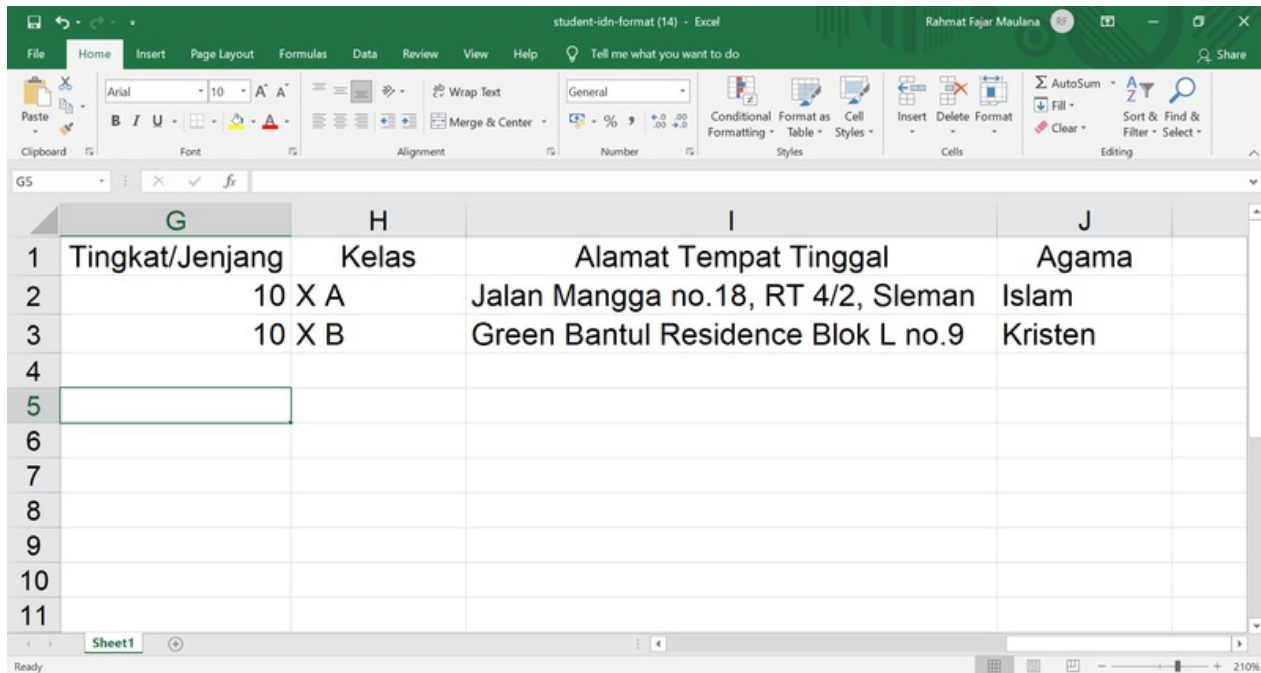 student-idn-format (14) - Excel
Rahmat Fajar Maulana RF
File Home Insert Page Layout Formulas Data Review View Help Tell me what you want to do Share
Paste
Arial 10 A A
B I U A
Wrap Text
Merge & Center
General
% , .00 .0
Conditional Formatting
Format as Table
Cell Styles
Insert Delete Format
AutoSum
Fill
Clear
Sort & Filter
Find & Select
Clipboard Font Alignment Number Styles Cells Editing
G5 fx
G H I J
1 Tingkat/Jenjang Kelas Alamat Tempat Tinggal Agama
2 10 X A Jalan Mangga no.18, RT 4/2, Sleman Islam
3 10 X B Green Bantul Residence Blok L no.9 Kristen
4
5
6
7
8
9
10
11
Sheet1
Ready 210%